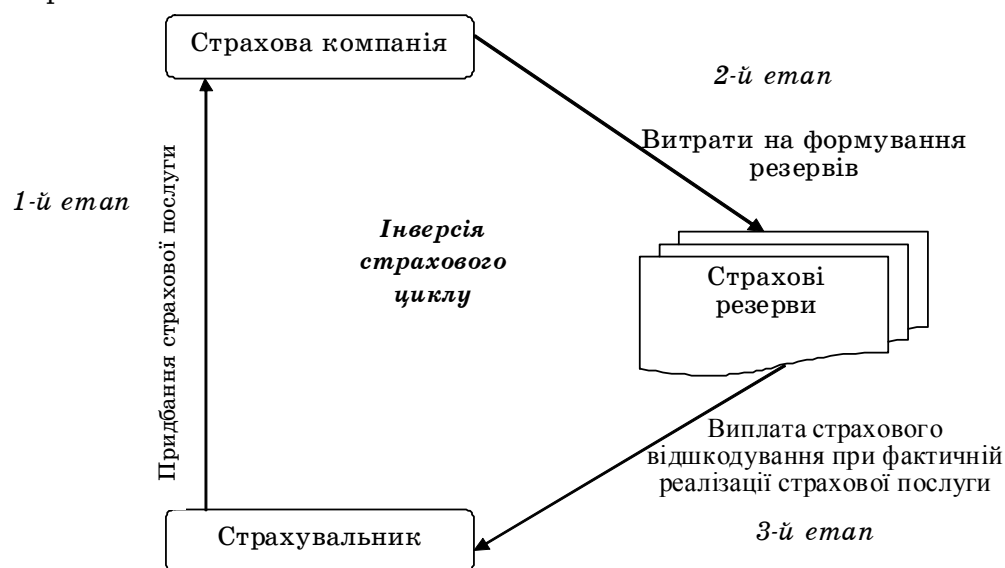 Страхова компанія
2-й етап
Витрати на формування
резервів
1-й етап
Придбання страхової послуги
Інверсія
страхового
циклу
Страхові
резерви
Виплата страхового
відшкодування при фактичній
реалізації страхової послуги
Страхувальник
3-й етап